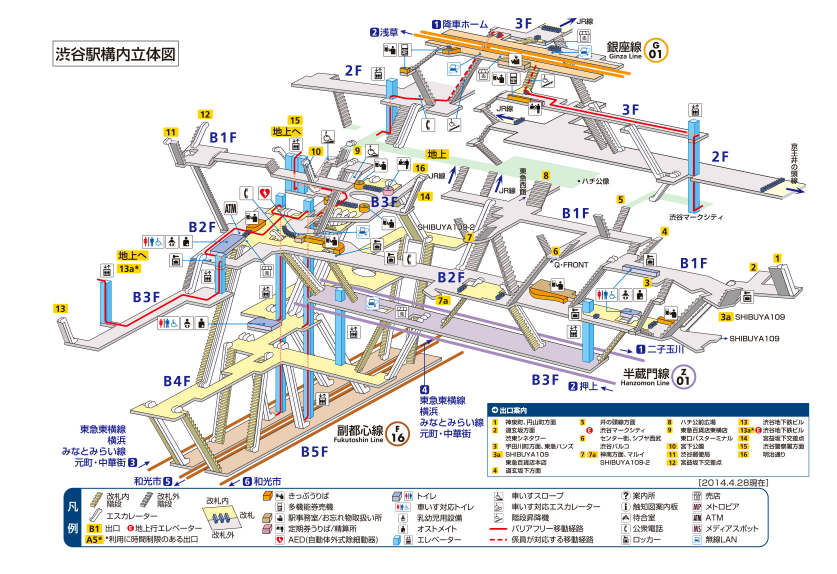 渋谷駅構内立体図
1 降車ホーム
2 浅草
3F
JR線
銀座線 G 01
Ginza Line
2F
3F
JR線
2F
京王井の頭線
渋谷マークシティ
12
11
B1F
15
地上へ
10
9
16
地上
JR線
14
B3F
東急西館
JR線
8
・ハチ公像
5
B1F
SHIBUYA109-2
7
ATM
B2F
地上へ
13a*
B3F
13
6
Q・FRONT
4
B1F
2
1
3
3a
SHIBUYA109
SHIBUYA109
B2F
7a
1 二子玉川
半蔵門線 Z 01
Hanzomon Line
B3F
2 押上
4
東急東横線
横浜
みなとみらい線
元町・中華街
B4F
副都心線 F 16
Fukutoshin Line
B5F
東急東横線
横浜
みなとみらい線
元町・中華街 3
和光市 5
6 和光市
出口案内
1 神泉町、円山町方面
2 道玄坂方面
渋東シネタワー
3 宇田川町方面、東急ハンズ
3a SHIBUYA109
東急百貨店本店
4 道玄坂下方面
5 井の頭線方面
E 渋谷マークシティ
6 センター街、シブヤ西武
渋谷パルコ
7 7a 神南方面、マルイ
SHIBUYA109-2
8 ハチ公前広場
9 東急百貨店東横店
東口バスターミナル
10 宮下公園
11 渋谷郵便局
12 宮益坂下交差点
13 渋谷地下鉄ビル
13a* E 渋谷地下鉄ビル
14 宮益坂下交差点
15 渋谷警察署方面
16 明治通り
[2014.4.28現在]
凡例
改札内階段
改札外階段
エスカレーター
B1 出口
E 地上行エレベーター
A5* *利用に時間制限のある出口
改札内
改札
改札外
きっぷうりば
多機能券売機
駅事務室/お忘れ物取扱い所
定期券うりば/精算所
AED(自動体外式除細動器)
トイレ
車いす対応トイレ
乳幼児用設備
オストメイト
エレベーター
車いすスロープ
車いす対応エスカレーター
階段昇降機
バリアフリー移動経路
係員が対応する移動経路
? 案内所
i 触知図案内板
待合室
公衆電話
ロッカー
売店
MP メトロピア
ATM ATM
MS メディアスポット
無線LAN